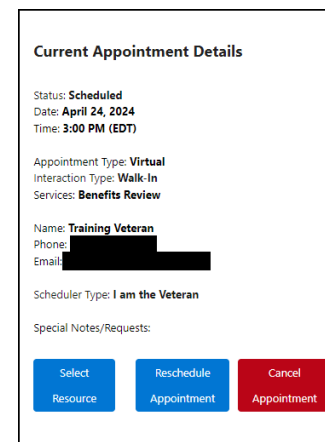 Current Appointment Details
Status: Scheduled
Date: April 24, 2024
Time: 3:00 PM (EDT)
Appointment Type: Virtual
Interaction Type: Walk-In
Services: Benefits Review
Name: Training Veteran
Phone:
Email:
Scheduler Type: I am the Veteran
Special Notes/Requests:
Select Resource
Reschedule Appointment
Cancel Appointment